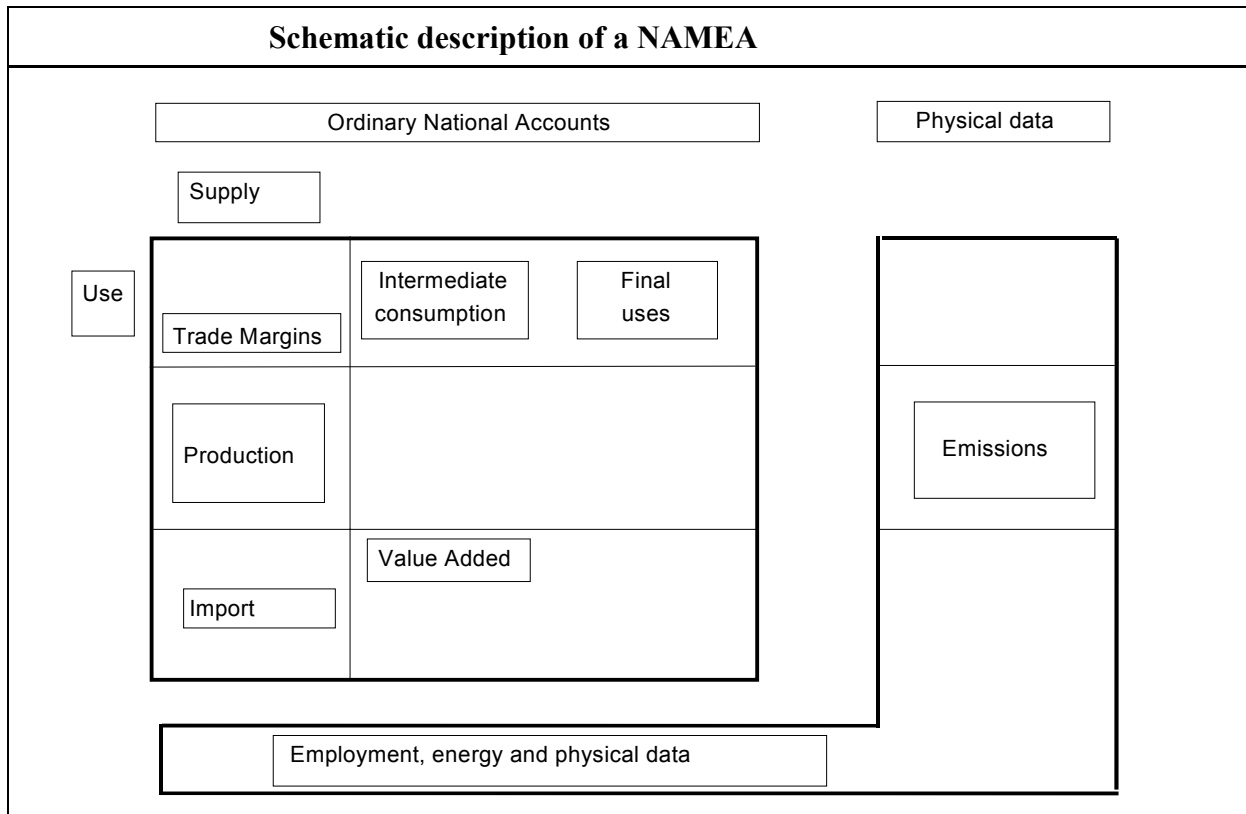 Schematic description of a NAMEA
Ordinary National Accounts
Physical data
Supply
Use
Intermediate
consumption
Final
uses
Trade Margins
Production
Emissions
Value Added
Import
Employment, energy and physical data